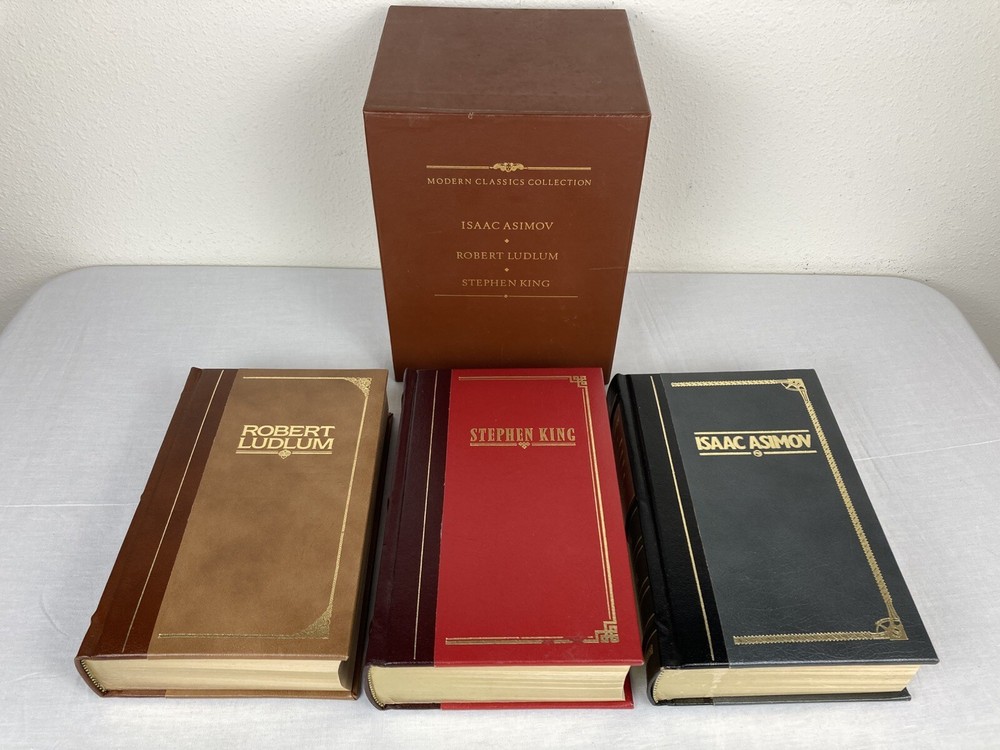 MODERN CLASSICS COLLECTION
ISAAC ASIMOV
ROBERT LUDLUM
STEPHEN KING
ROBERT
LUDLUM
STEPHEN KING
ISAAC ASIMOV